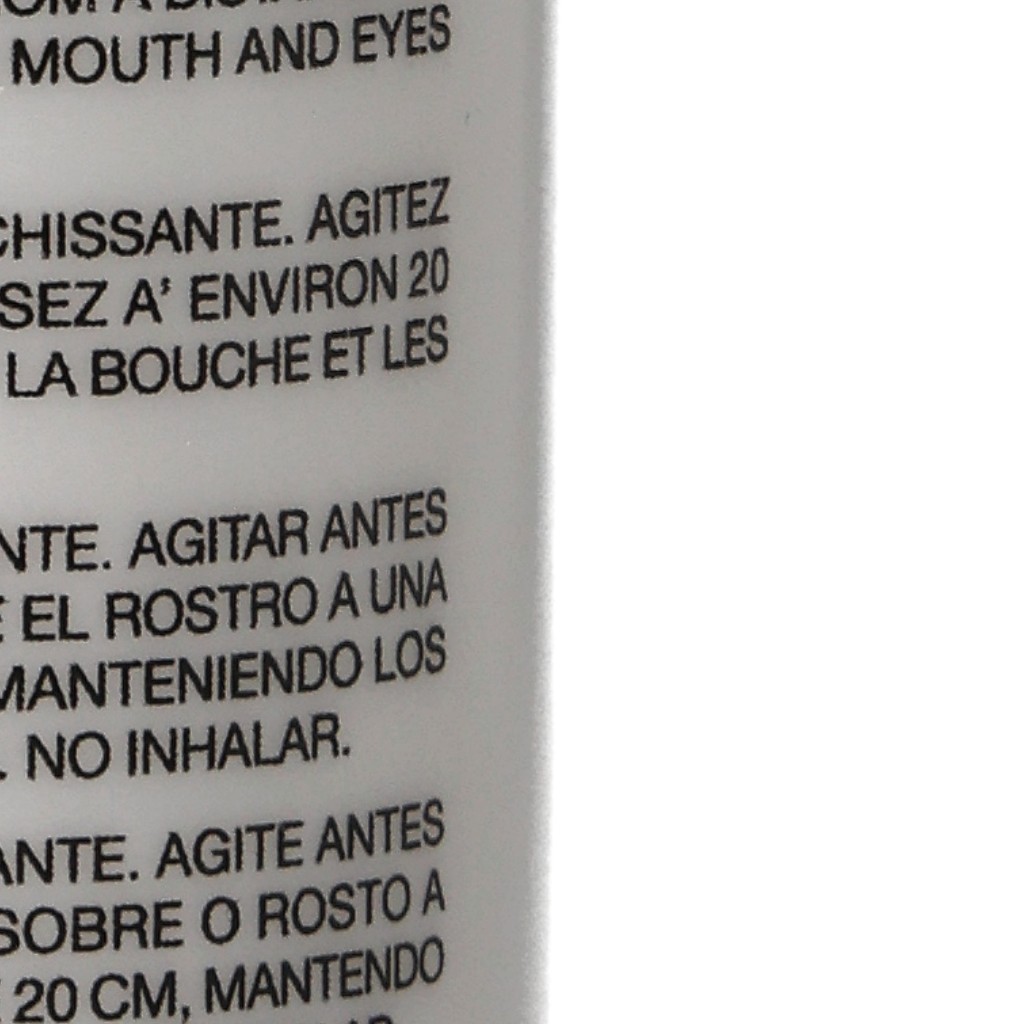 MOUTH AND EYES
CHISSANTE. AGITEZ
SEZ A' ENVIRON 20
LA BOUCHE ET LES
NTE. AGITAR ANTES
EL ROSTRO A UNA
MANTENIENDO LOS
. NO INHALAR.
ANTE. AGITE ANTES
SOBRE O ROSTO A
20 CM, MANTENDO